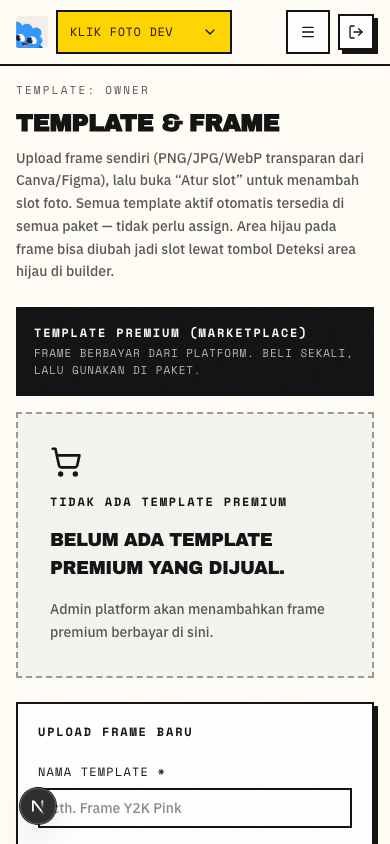 KLIK FOTO DEV
TEMPLATE: OWNER
TEMPLATE & FRAME
Upload frame sendiri (PNG/JPG/WebP transparan dari
Canva/Figma), lalu buka “Atur slot” untuk menambah
slot foto. Semua template aktif otomatis tersedia di
semua paket — tidak perlu assign. Area hijau pada
frame bisa diubah jadi slot lewat tombol Deteksi area
hijau di builder.
TEMPLATE PREMIUM (MARKETPLACE)
FRAME BERBAYAR DARI PLATFORM. BELI SEKALI,
LALU GUNAKAN DI PAKET.
TIDAK ADA TEMPLATE PREMIUM
BELUM ADA TEMPLATE
PREMIUM YANG DIJUAL.
Admin platform akan menambahkan frame
premium berbayar di sini.
UPLOAD FRAME BARU
NAMA TEMPLATE *
N
cth. Frame Y2K Pink